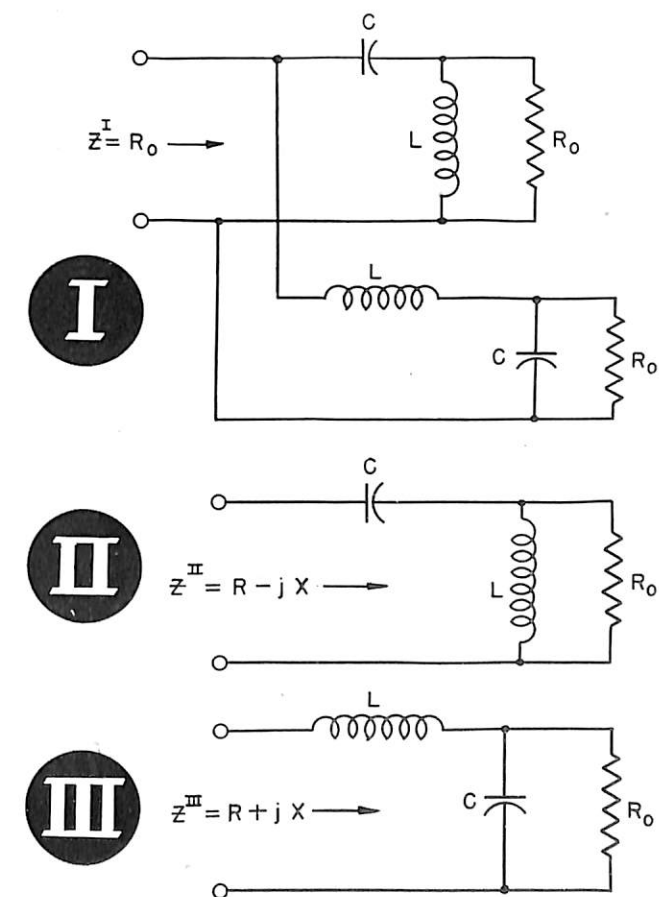 C
Z^I = R₀
L
R₀
I
L
C
R₀
C
II
Z^II = R – j X
L
R₀
L
III
Z^III = R + j X
C
R₀